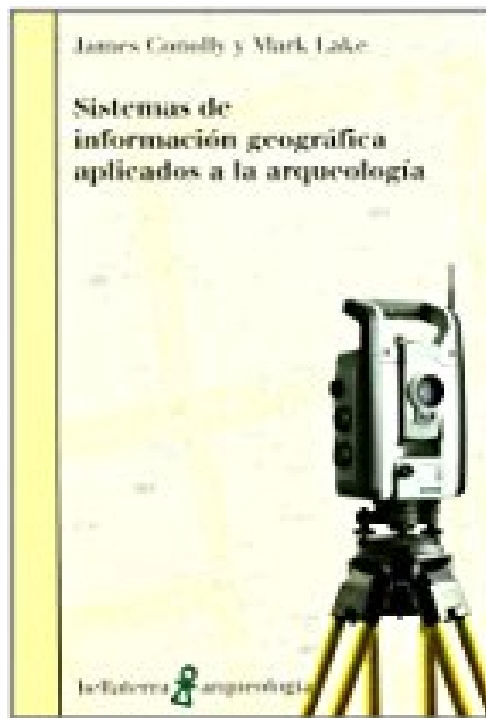 James Conolly y Mark Lake
Sistemas de
información geográfica
aplicados a la arqueología
bellaterra arqueología